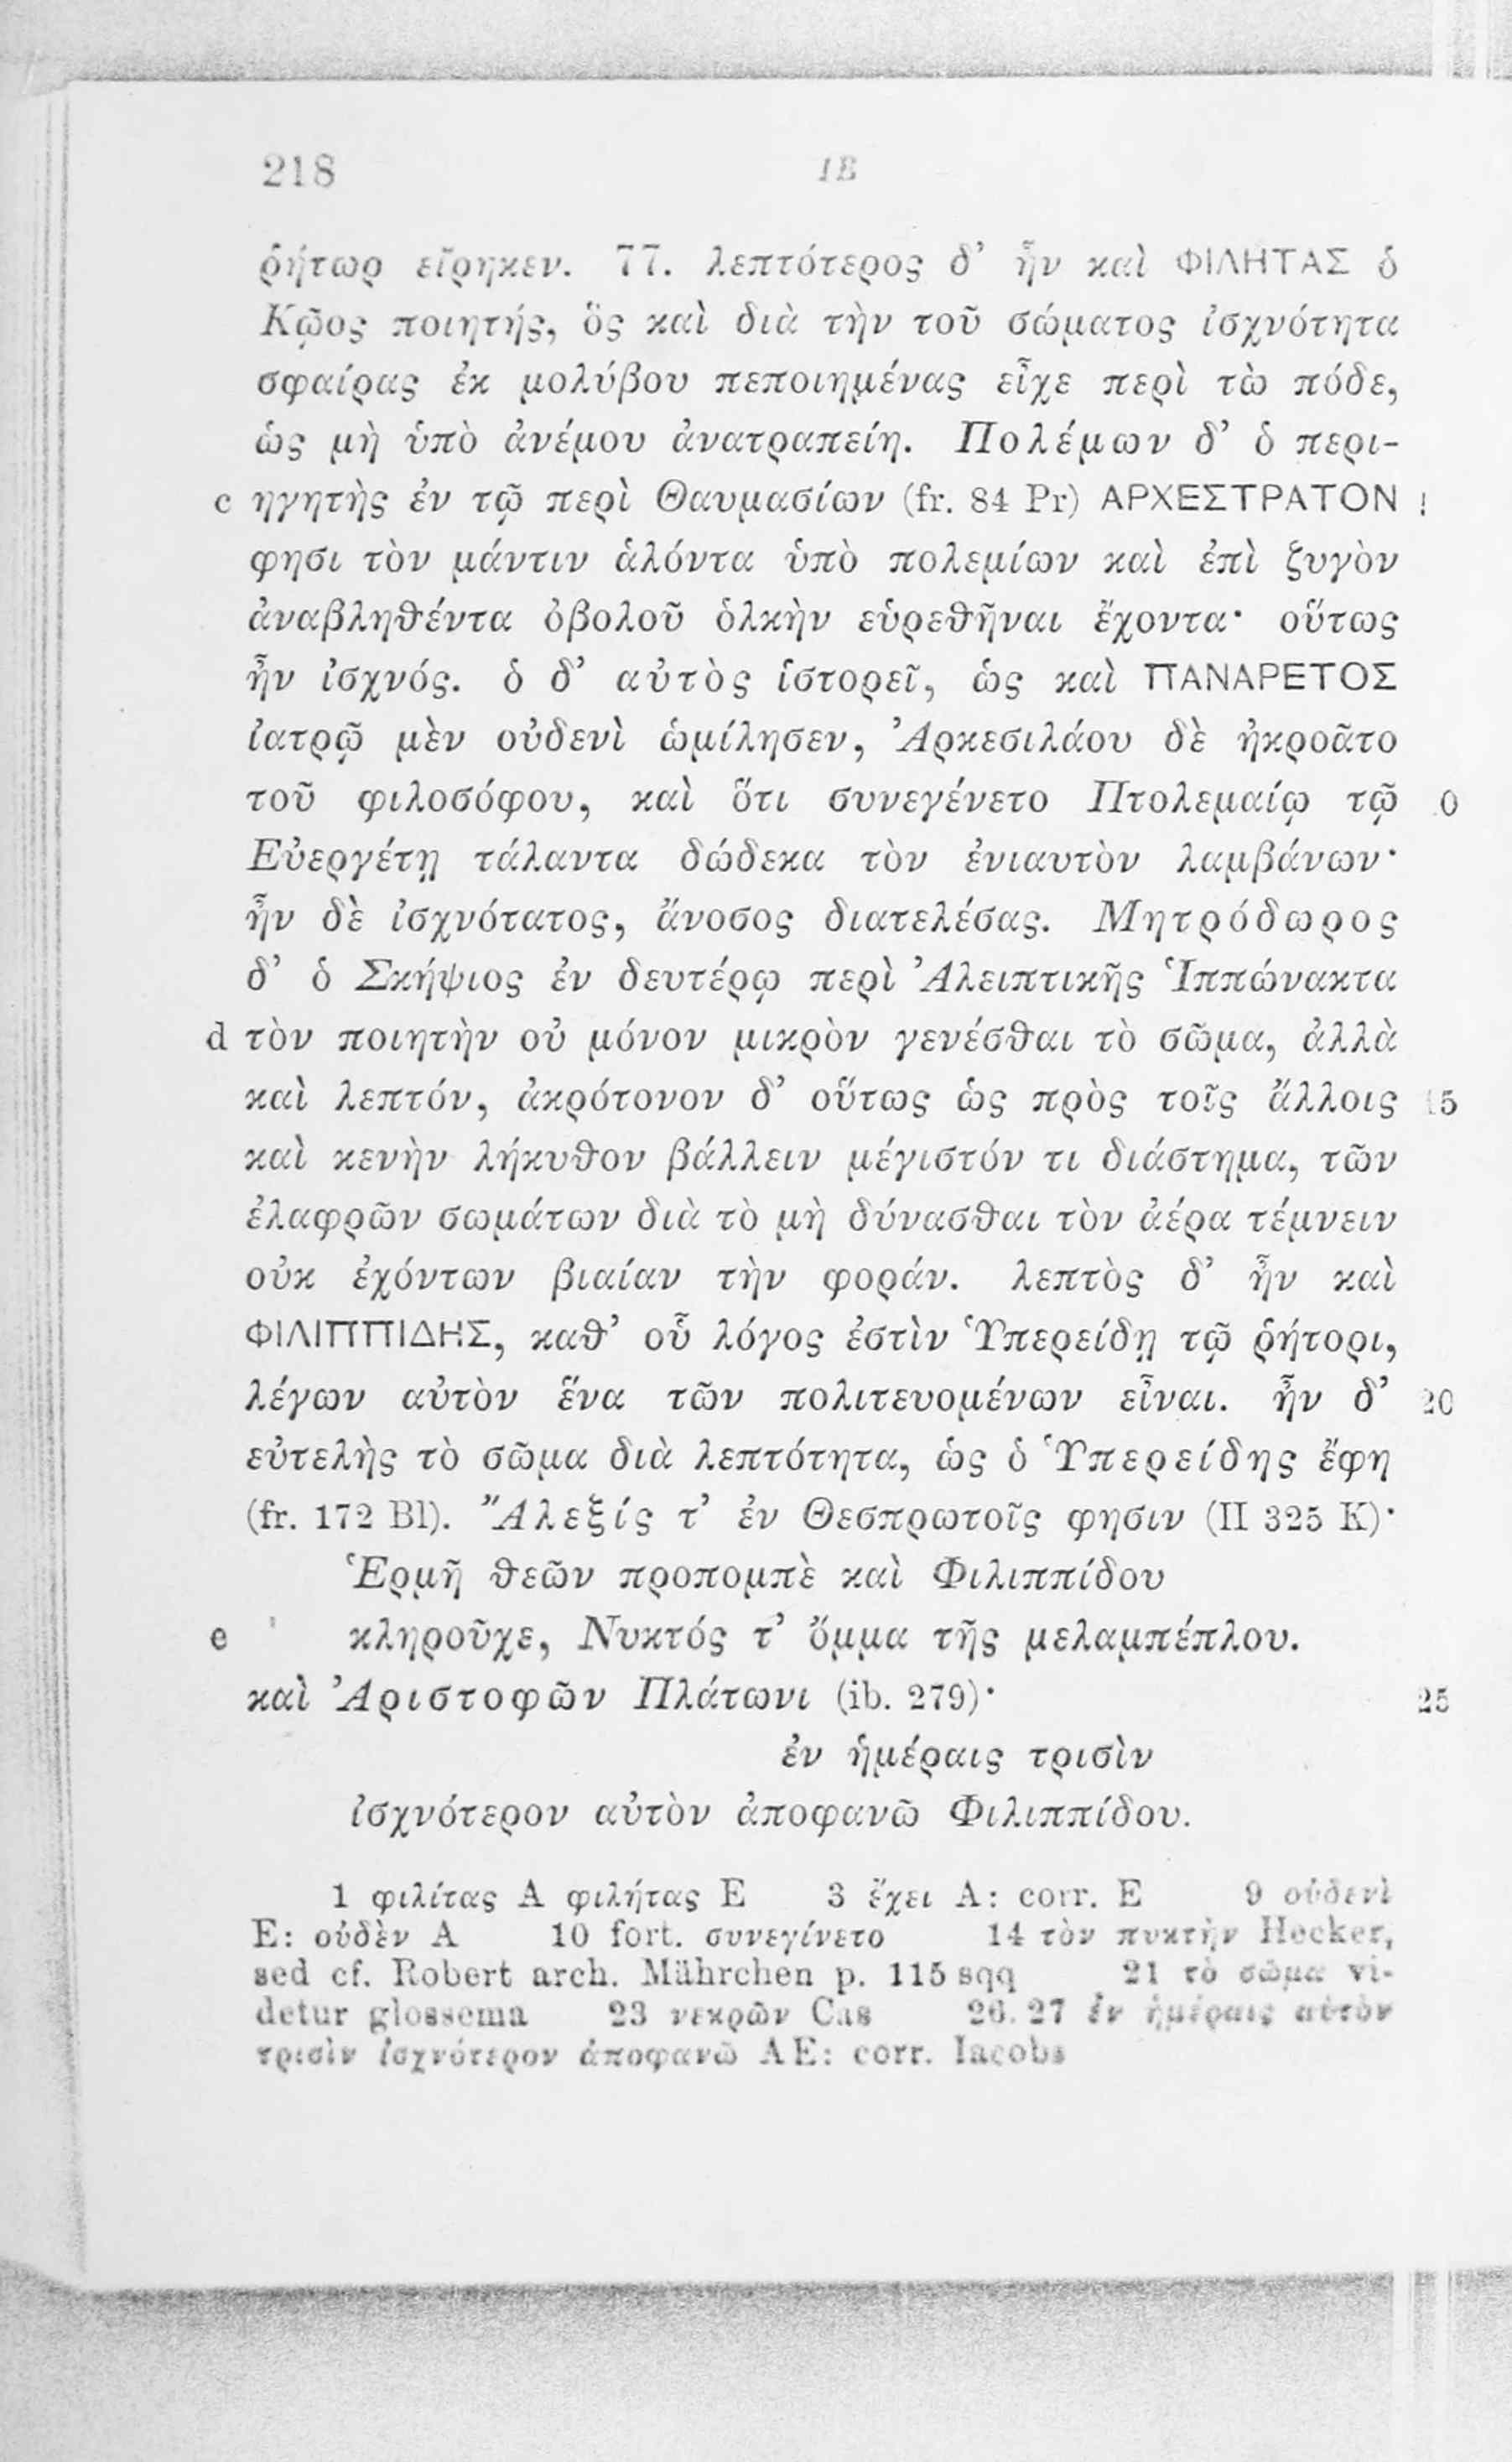 218 ΙΒ
ῥήτωρ εἴρηκεν. 77. λεπτότερος δ’ ἦν καὶ ΦΙΛΗΤΑΣ ὁ
Κῷος ποιητής, ὃς καὶ διὰ τὴν τοῦ σώματος ἰσχνότητα
σφαίρας ἐκ μολύβου πεποιημένας εἶχε περὶ τὼ πόδε,
ὡς μὴ ὑπὸ ἀνέμου ἀνατραπείη. Πολέμων δ’ ὁ περι-
c ηγητὴς ἐν τῷ περὶ Θαυμασίων (fr. 84 Pr) ΑΡΧΕΣΤΡΑΤΟΝ
φησι τὸν μάντιν ἁλόντα ὑπὸ πολεμίων καὶ ἐπὶ ζυγὸν
ἀναβληθέντα ὀβολοῦ ὁλκὴν εὑρεθῆναι ἔχοντα· οὕτως
ἦν ἰσχνός. ὁ δ’ αὐτὸς ἱστορεῖ, ὡς καὶ ΠΑΝΑΡΕΤΟΣ
ἰατρῷ μὲν οὐδενὶ ὡμίλησεν, Ἀρκεσιλάου δὲ ἠκροᾶτο
τοῦ φιλοσόφου, καὶ ὅτι συνεγένετο Πτολεμαίῳ τῷ 0
Εὐεργέτῃ τάλαντα δώδεκα τὸν ἐνιαυτὸν λαμβάνων·
ἦν δὲ ἰσχνότατος, ἄνοσος διατελέσας. Μητρόδωρος
δ’ ὁ Σκήψιος ἐν δευτέρῳ περὶ Ἀλειπτικῆς Ἱππώνακτα
d τὸν ποιητὴν οὐ μόνον μικρὸν γενέσθαι τὸ σῶμα, ἀλλὰ
καὶ λεπτόν, ἀκρότονον δ’ οὕτως ὡς πρὸς τοῖς ἄλλοις 15
καὶ κενὴν λήκυθον βάλλειν μέγιστόν τι διάστημα, τῶν
ἐλαφρῶν σωμάτων διὰ τὸ μὴ δύνασθαι τὸν ἀέρα τέμνειν
οὐκ ἐχόντων βιαίαν τὴν φοράν. λεπτὸς δ’ ἦν καὶ
ΦΙΛΙΠΠΙΔΗΣ, καθ’ οὗ λόγος ἐστὶν Ὑπερείδῃ τῷ ῥήτορι,
λέγων αὐτὸν ἕνα τῶν πολιτευομένων εἶναι. ἦν δ’ 20
εὐτελὴς τὸ σῶμα διὰ λεπτότητα, ὡς ὁ Ὑπερείδης ἔφη
(fr. 172 Bl). Ἄλεξίς τ’ ἐν Θεσπρωτοῖς φησιν (II 325 K)·
Ἑρμῆ θεῶν προπομπὲ καὶ Φιλιππίδου
e κληροῦχε, Νυκτός τ’ ὄμμα τῆς μελαμπέπλου.
καὶ Ἀριστοφῶν Πλάτωνι (ib. 279)· 25
ἐν ἡμέραις τρισὶν
ἰσχνότερον αὐτὸν ἀποφανῶ Φιλιππίδου.
1 φιλίτας A φιλήτας E 3 ἔχει A: corr. E 9 οὐδενὶ
E: οὐδὲν A 10 fort. συνεγίνετο 14 τὸν πυκτὴν Hecker,
sed cf. Robert arch. Mährchen p. 115 sqq 21 τὸ σῶμα vi-
detur glossema 23 νεκρῶν Cas 26. 27 ἐν ἡμέραις αὐτὸν
τρισὶν ἰσχνότερον ἀποφανῶ AE: corr. Iacobs